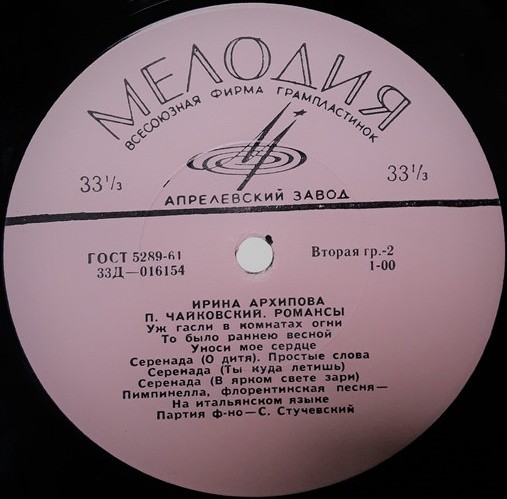 МЕЛОДИЯ
ВСЕСОЮЗНАЯ ФИРМА ГРАМПЛАСТИНОК
33 1/3
33 1/3
АПРЕЛЕВСКИЙ ЗАВОД
ГОСТ 5289-61
Вторая гр.-2
33Д—016154
1-00
ИРИНА АРХИПОВА
П. ЧАЙКОВСКИЙ. РОМАНСЫ
Уж гасли в комнатах огни
То было раннею весной
Уноси мое сердце
Серенада (О дитя). Простые слова
Серенада (Ты куда летишь)
Серенада (В ярком свете зари)
Пимпинелла, флорентинская песня—
На итальянском языке
Партия ф-но—С. Стучевский